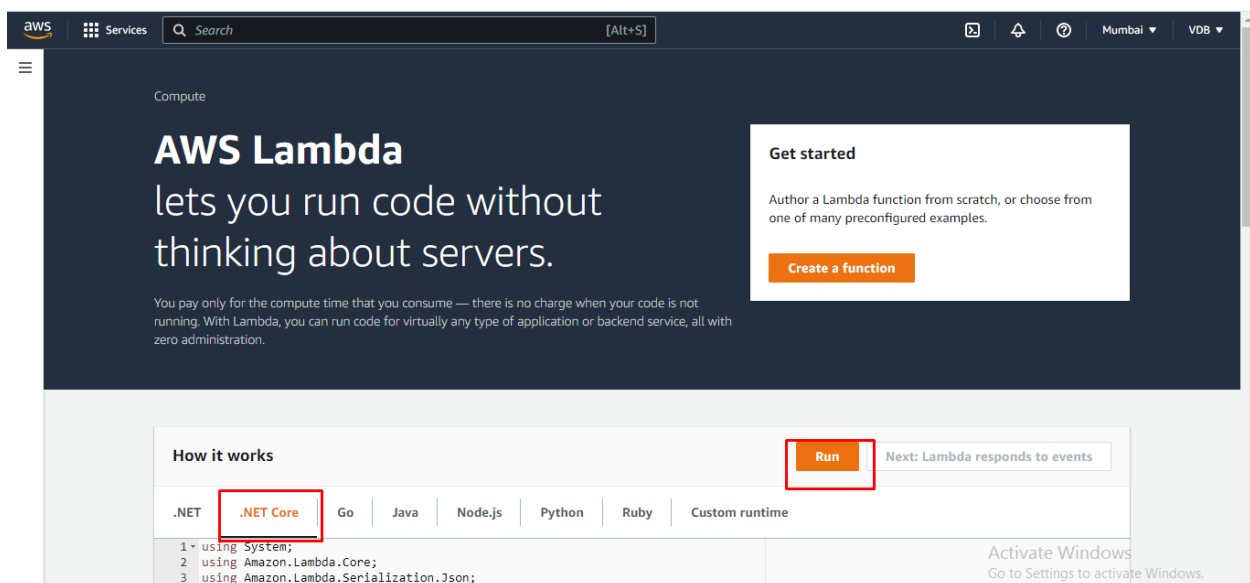 aws
Services
Search
[Alt+S]
Mumbai ▼
VDB ▼
Compute
AWS Lambda
lets you run code without
thinking about servers.
You pay only for the compute time that you consume — there is no charge when your code is not
running. With Lambda, you can run code for virtually any type of application or backend service, all with
zero administration.
Get started
Author a Lambda function from scratch, or choose from
one of many preconfigured examples.
Create a function
How it works
Run
Next: Lambda responds to events
.NET
.NET Core
Go
Java
Node.js
Python
Ruby
Custom runtime
1 using System;
2 using Amazon.Lambda.Core;
3 using Amazon.Lambda.Serialization.Json;
Activate Windows
Go to Settings to activate Windows.